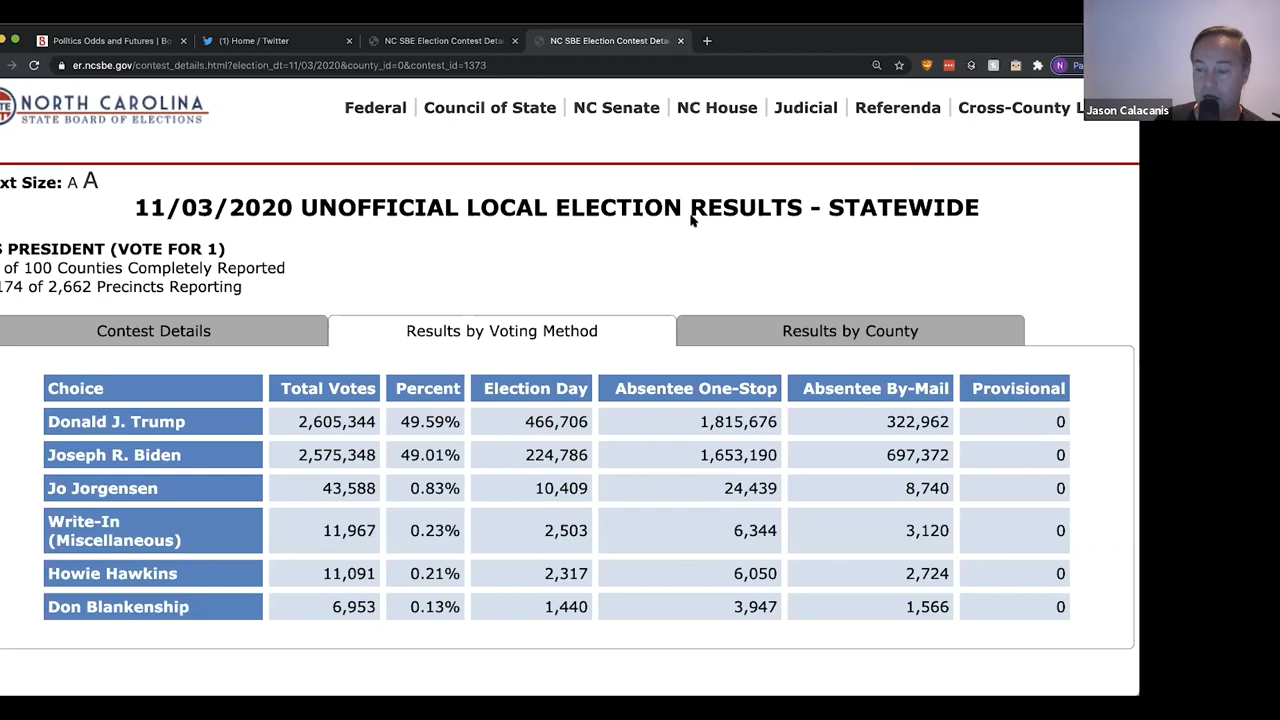 Politics Odds and Futures | Bo
(1) Home / Twitter
NC SBE Election Contest Deta
NC SBE Election Contest Deta
er.ncsbe.gov/contest_details.html?election_dt=11/03/2020&county_id=0&contest_id=1373
N
Pa
Jason Calacanis
NORTH CAROLINA
STATE BOARD OF ELECTIONS
Federal | Council of State | NC Senate | NC House | Judicial | Referenda | Cross-County L
xt Size: A A
11/03/2020 UNOFFICIAL LOCAL ELECTION RESULTS - STATEWIDE
S PRESIDENT (VOTE FOR 1)
of 100 Counties Completely Reported
174 of 2,662 Precincts Reporting
Contest Details Results by Voting Method Results by County
Choice Total Votes Percent Election Day Absentee One-Stop Absentee By-Mail Provisional
Donald J. Trump 2,605,344 49.59% 466,706 1,815,676 322,962 0
Joseph R. Biden 2,575,348 49.01% 224,786 1,653,190 697,372 0
Jo Jorgensen 43,588 0.83% 10,409 24,439 8,740 0
Write-In
(Miscellaneous) 11,967 0.23% 2,503 6,344 3,120 0
Howie Hawkins 11,091 0.21% 2,317 6,050 2,724 0
Don Blankenship 6,953 0.13% 1,440 3,947 1,566 0